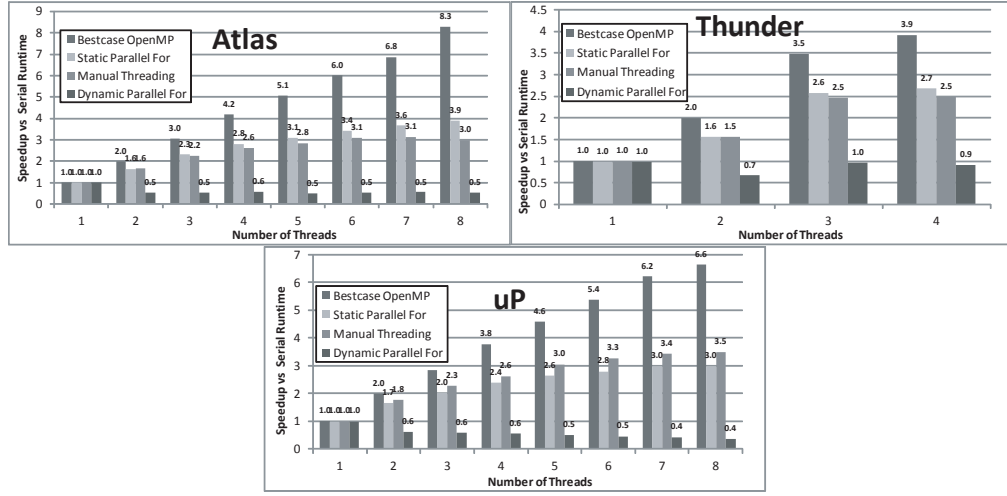 Atlas
Speedup vs Serial Runtime
9
8
7
6
5
4
3
2
1
0
Bestcase OpenMP
Static Parallel For
Manual Threading
Dynamic Parallel For
1.0 1.0 1.0 1.0
2.0 1.6 1.6 0.5
3.0 2.3 2.2 0.5
4.2 2.8 2.6 0.6
5.1 3.1 2.8 0.5
6.0 3.4 3.1 0.5
6.8 3.6 3.1 0.6
8.3 3.9 3.0 0.5
1 2 3 4 5 6 7 8
Number of Threads
Thunder
Speedup vs Serial Runtime
4.5
4
3.5
3
2.5
2
1.5
1
0.5
0
Bestcase OpenMP
Static Parallel For
Manual Threading
Dynamic Parallel For
1.0 1.0 1.0 1.0
2.0 1.6 1.5 0.7
3.5 2.6 2.5 1.0
3.9 2.7 2.5 0.9
1 2 3 4
Number of Threads
uP
Speedup vs Serial Runtime
7
6
5
4
3
2
1
0
Bestcase OpenMP
Static Parallel For
Manual Threading
Dynamic Parallel For
1.0 1.0 1.0 1.0
2.0 1.7 1.8 0.6
2.0 2.3 0.6
3.8 2.4 2.6 0.6
4.6 2.6 3.0 0.5
5.4 2.8 3.3 0.5
6.2 3.0 3.4 0.4
6.6 3.0 3.5 0.4
1 2 3 4 5 6 7 8
Number of Threads